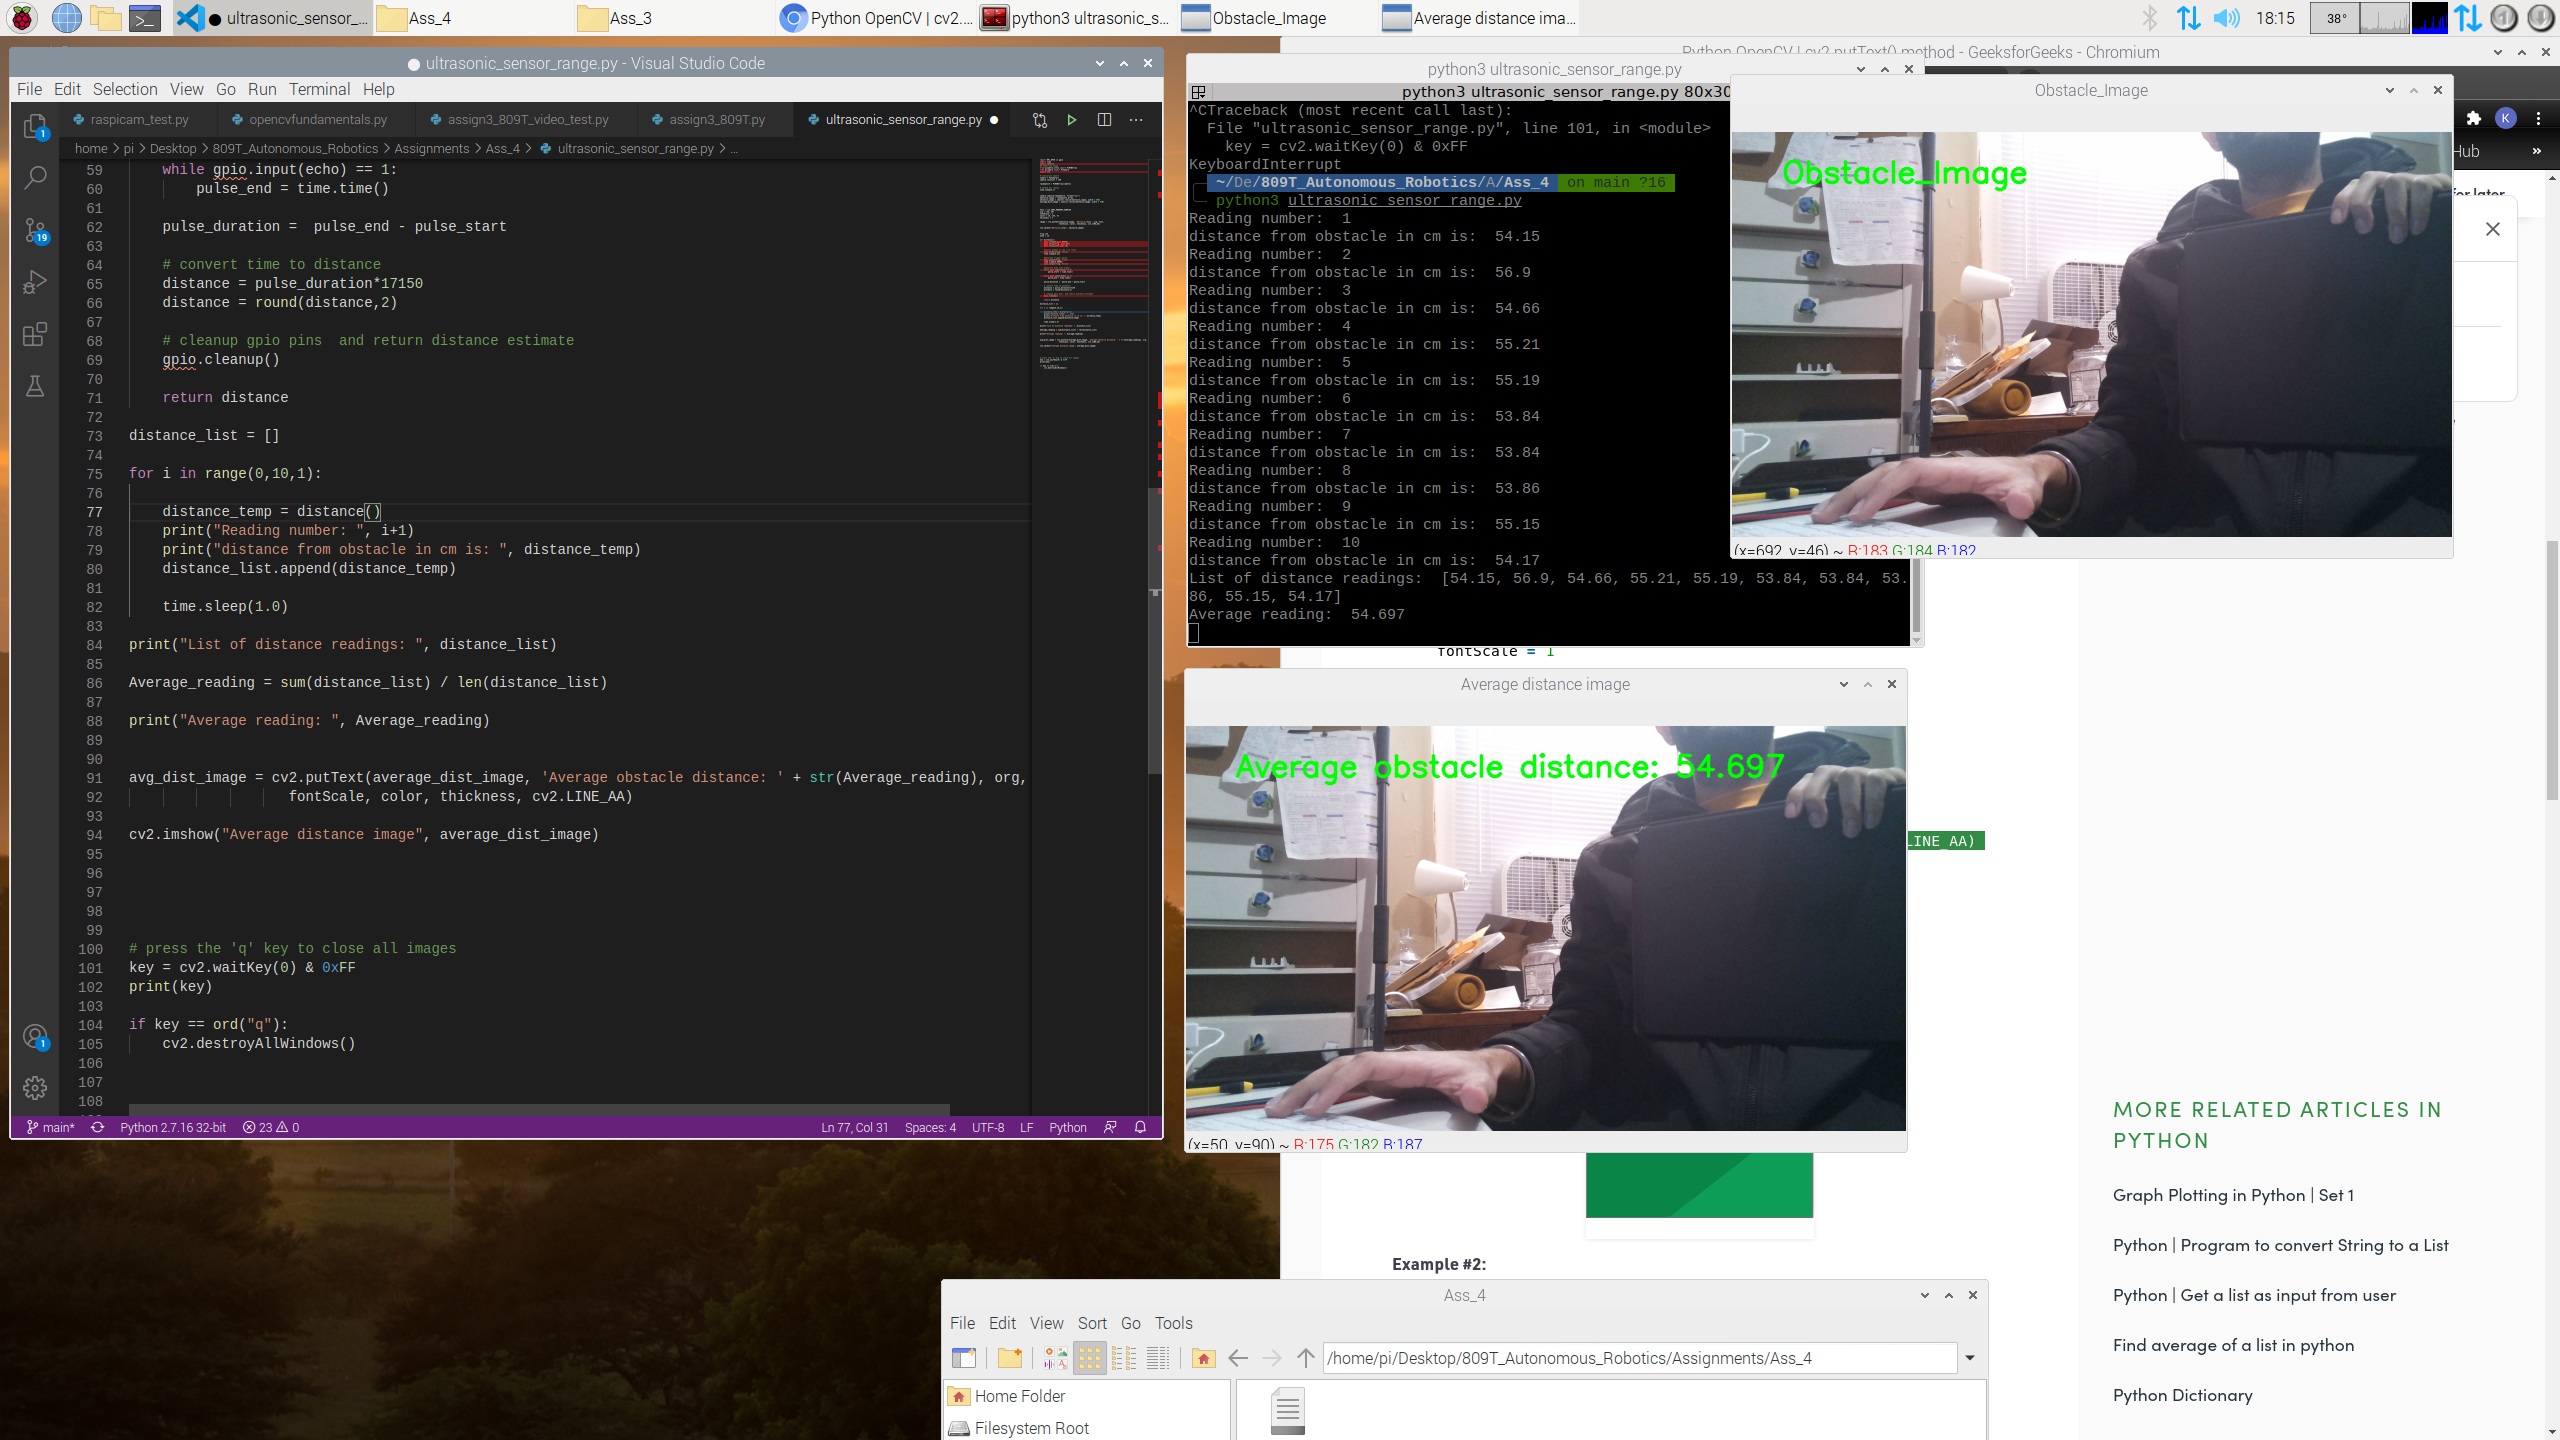 ultrasonic_sensor_...
Ass_4
Ass_3
Python OpenCV | cv2....
python3 ultrasonic_s...
Obstacle_Image
Average distance ima...
18:15
38°
ultrasonic_sensor_range.py - Visual Studio Code
File Edit Selection View Go Run Terminal Help
raspicam_test.py
opencvfundamentals.py
assign3_809T_video_test.py
assign3_809T.py
ultrasonic_sensor_range.py
home > pi > Desktop > 809T_Autonomous_Robotics > Assignments > Ass_4 > ultrasonic_sensor_range.py > ...
1
19
1
59 while gpio.input(echo) == 1:
60 pulse_end = time.time()
61
62 pulse_duration =  pulse_end - pulse_start
63
64 # convert time to distance
65 distance = pulse_duration*17150
66 distance = round(distance,2)
67
68 # cleanup gpio pins  and return distance estimate
69 gpio.cleanup()
70
71 return distance
72
73 distance_list = []
74
75 for i in range(0,10,1):
76
77 distance_temp = distance()
78 print("Reading number: ", i+1)
79 print("distance from obstacle in cm is: ", distance_temp)
80 distance_list.append(distance_temp)
81
82 time.sleep(1.0)
83
84 print("List of distance readings: ", distance_list)
85
86 Average_reading = sum(distance_list) / len(distance_list)
87
88 print("Average reading: ", Average_reading)
89
90
91 avg_dist_image = cv2.putText(average_dist_image, 'Average obstacle distance: ' + str(Average_reading), org,
92 fontScale, color, thickness, cv2.LINE_AA)
93
94 cv2.imshow("Average distance image", average_dist_image)
95
96
97
98
99
100 # press the 'q' key to close all images
101 key = cv2.waitKey(0) & 0xFF
102 print(key)
103
104 if key == ord("q"):
105 cv2.destroyAllWindows()
106
107
108
main* Python 2.7.16 32-bit 23 0 Ln 77, Col 31 Spaces: 4 UTF-8 LF Python
python3 ultrasonic_sensor_range.py
python3 ultrasonic_sensor_range.py 80x30
^CTraceback (most recent call last):
File "ultrasonic_sensor_range.py", line 101, in <module>
key = cv2.waitKey(0) & 0xFF
KeyboardInterrupt
~/De/809T_Autonomous_Robotics/A/Ass_4 on main ?16
python3 ultrasonic_sensor_range.py
Reading number:  1
distance from obstacle in cm is:  54.15
Reading number:  2
distance from obstacle in cm is:  56.9
Reading number:  3
distance from obstacle in cm is:  54.66
Reading number:  4
distance from obstacle in cm is:  55.21
Reading number:  5
distance from obstacle in cm is:  55.19
Reading number:  6
distance from obstacle in cm is:  53.84
Reading number:  7
distance from obstacle in cm is:  53.84
Reading number:  8
distance from obstacle in cm is:  53.86
Reading number:  9
distance from obstacle in cm is:  55.15
Reading number:  10
distance from obstacle in cm is:  54.17
List of distance readings:  [54.15, 56.9, 54.66, 55.21, 55.19, 53.84, 53.84, 53.
86, 55.15, 54.17]
Average reading:  54.697
Python OpenCV | cv2.putText() method - GeeksforGeeks - Chromium
K
Hub
Obstacle_Image
Obstacle_Image
(x=692, y=46) ~ R:183 G:184 B:182
fontScale = 1
Average distance image
Average obstacle distance: 54.697
(x=50, y=90) ~ R:175 G:182 B:187
LINE_AA)
MORE RELATED ARTICLES IN
PYTHON
Graph Plotting in Python | Set 1
Python | Program to convert String to a List
Python | Get a list as input from user
Find average of a list in python
Python Dictionary
Example #2:
Ass_4
File Edit View Sort Go Tools
/home/pi/Desktop/809T_Autonomous_Robotics/Assignments/Ass_4
Home Folder
Filesystem Root